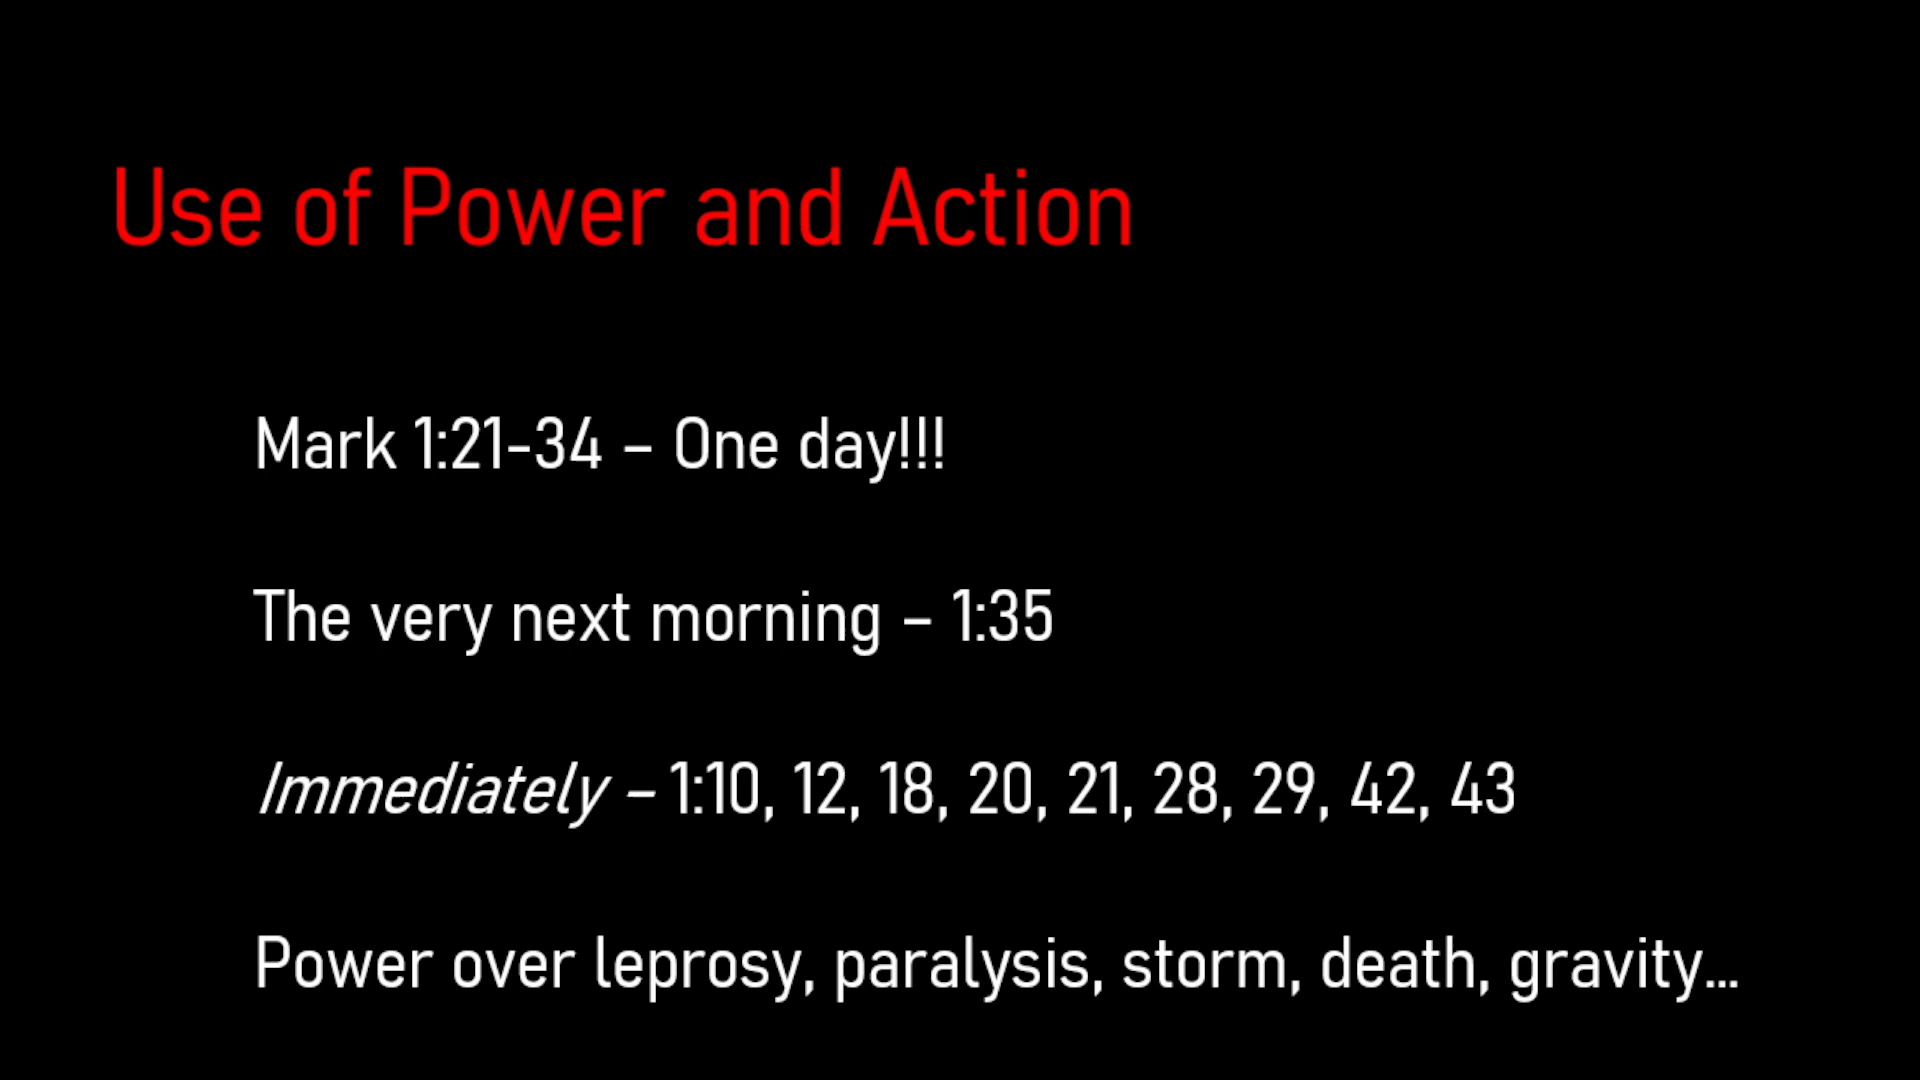 Use of Power and Action
Mark 1:21-34 – One day!!!
The very next morning – 1:35
Immediately – 1:10, 12, 18, 20, 21, 28, 29, 42, 43
Power over leprosy, paralysis, storm, death, gravity…